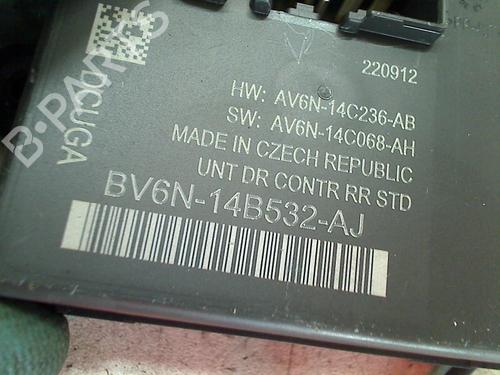 220912
HW: AV6N-14C236-AB
SW: AV6N-14C068-AH
MADE IN CZECH REPUBLIC
UNT DR CONTR RR STD
BV6N-14B532-AJ
DCUGA
B-PARTS